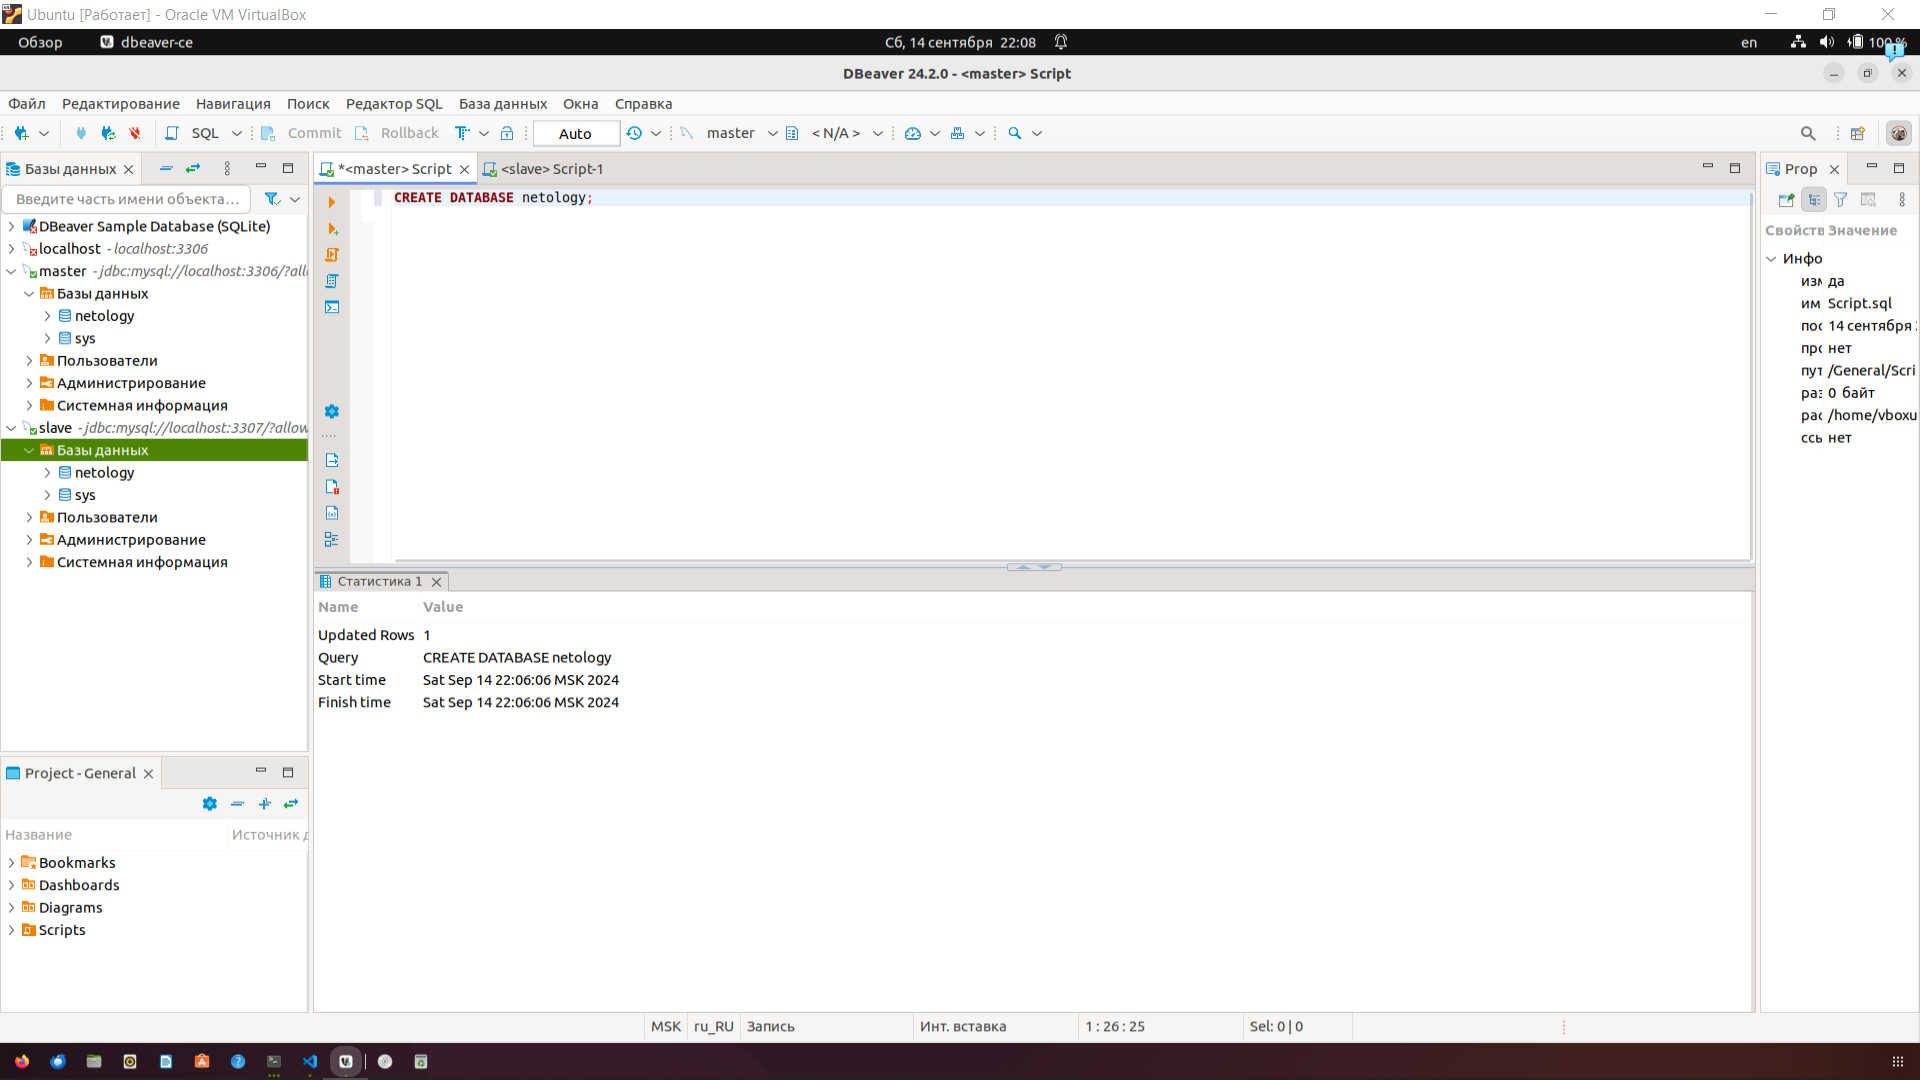 Ubuntu [Работает] - Oracle VM VirtualBox
Обзор
dbeaver-ce
Сб, 14 сентября 22:08
en
100 %
DBeaver 24.2.0 - <master> Script
Файл Редактирование Навигация Поиск Редактор SQL База данных Окна Справка
SQL Commit Rollback Auto master < N/A >
Базы данных
*<master> Script
<slave> Script-1
Prop
Введите часть имени объекта...
DBeaver Sample Database (SQLite)
localhost - localhost:3306
master - jdbc:mysql://localhost:3306/?all
Базы данных
netology
sys
Пользователи
Администрирование
Системная информация
slave - jdbc:mysql://localhost:3307/?allow
Базы данных
netology
sys
Пользователи
Администрирование
Системная информация
CREATE DATABASE netology;
Статистика 1
Name Value
Updated Rows 1
Query CREATE DATABASE netology
Start time Sat Sep 14 22:06:06 MSK 2024
Finish time Sat Sep 14 22:06:06 MSK 2024
Свойств Значение
Инфо
изм да
им Script.sql
пос 14 сентября
про нет
пут /General/Scri
раз 0 байт
рас /home/vboxu
ссы нет
Project - General
Название Источник д
Bookmarks
Dashboards
Diagrams
Scripts
MSK ru_RU Запись Инт. вставка 1 : 26 : 25 Sel: 0 | 0